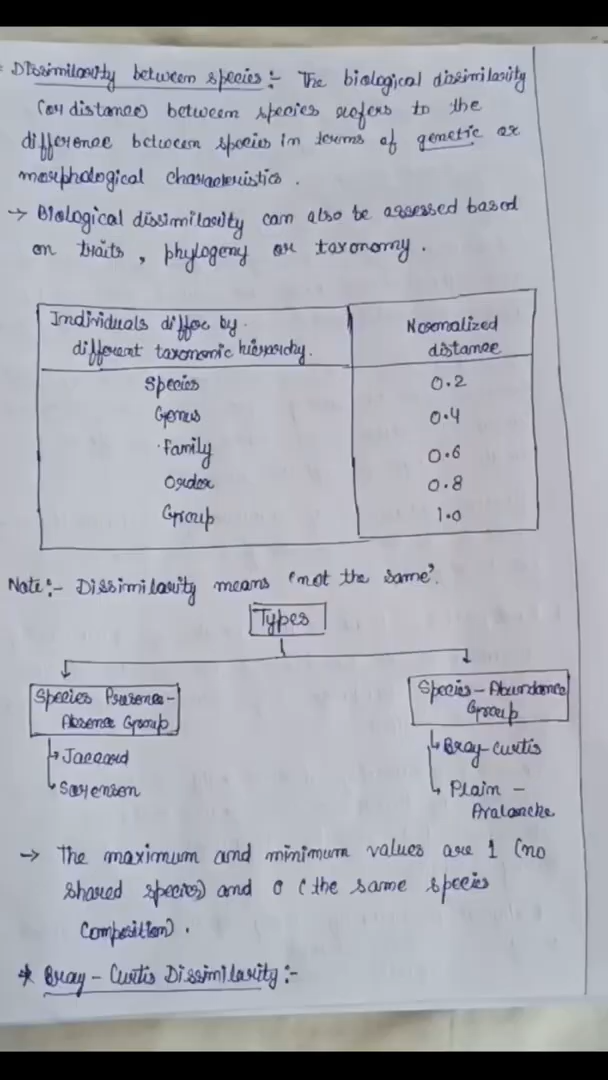 * Dissimilarity between species :- The biological dissimilarity
(or distance) between species refers to the
difference between species in terms of genetic or
morphological characteristics.
→ Biological dissimilarity can also be assessed based
on traits, phylogeny or taxonomy.
Individuals differ by
different taxonomic hierarchy.
Normalized
distance
Species 0.2
Genus 0.4
Family 0.6
Order 0.8
Group 1.0
Note :- Dissimilarity means 'not the same'.
Types
Species Presence-
Absence Group
→ Jaccard
→ Sorenson
Species - Abundance
Group
→ Bray-Curtis
→ Plain -
Avalanche
→ The maximum and minimum values are 1 (no
shared species) and 0 (the same species
composition).
* Bray - Curtis Dissimilarity :-